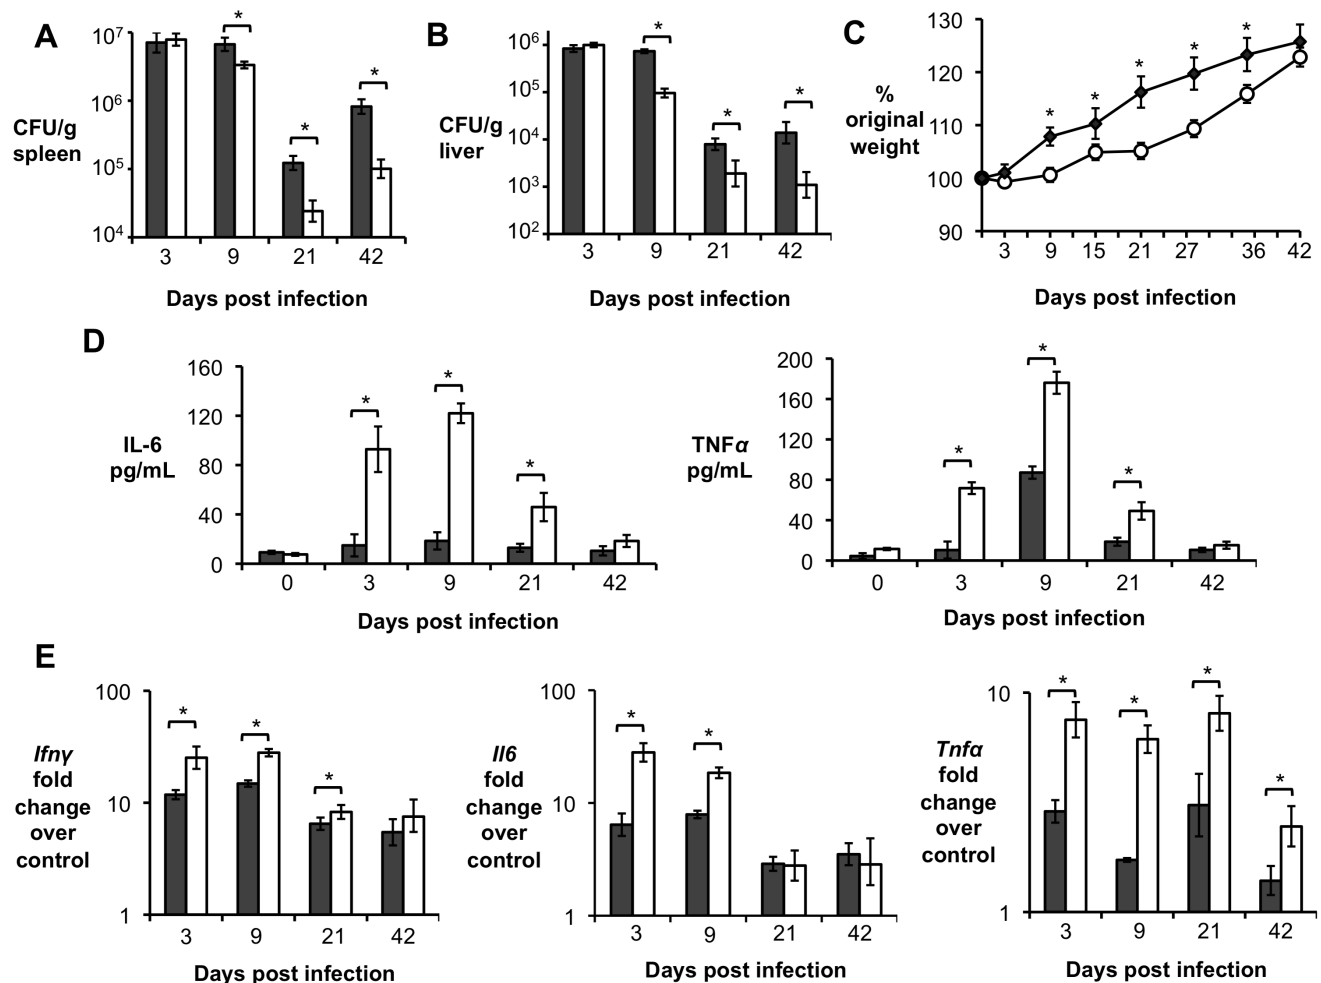 A
CFU/g
spleen
10⁷
10⁶
10⁵
10⁴
*
*
*
3 9 21 42
Days post infection
B
CFU/g
liver
10⁶
10⁵
10⁴
10³
10²
*
*
*
3 9 21 42
Days post infection
C
%
original
weight
130
120
110
100
90
* * * * *
3 9 15 21 27 36 42
Days post infection
D
IL-6
pg/mL
160
120
80
40
0
* * *
0 3 9 21 42
Days post infection
TNFα
pg/mL
200
160
120
80
40
0
* * *
0 3 9 21 42
Days post infection
E
Ifnγ
fold
change
over
control
100
10
1
* * *
3 9 21 42
Days post infection
Il6
fold
change
over
control
100
10
1
* *
3 9 21 42
Days post infection
Tnfα
fold
change
over
control
10
1
* * * *
3 9 21 42
Days post infection